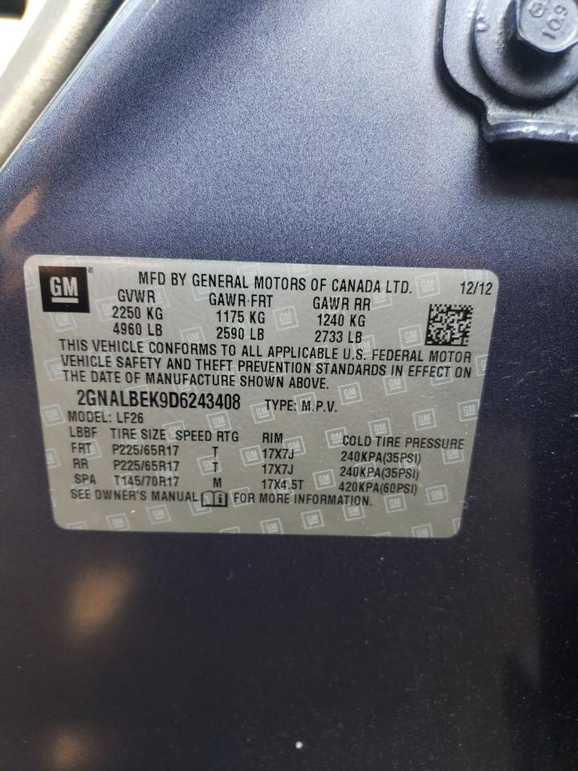 10.9
GM
MFD BY GENERAL MOTORS OF CANADA LTD. 12/12
GVWR GAWR FRT GAWR RR
2250 KG 1175 KG 1240 KG
4960 LB 2590 LB 2733 LB
THIS VEHICLE CONFORMS TO ALL APPLICABLE U.S. FEDERAL MOTOR
VEHICLE SAFETY AND THEFT PREVENTION STANDARDS IN EFFECT ON
THE DATE OF MANUFACTURE SHOWN ABOVE.
2GNALBEK9D6243408 TYPE: M.P.V.
MODEL: LF26
LBBF TIRE SIZE SPEED RTG RIM COLD TIRE PRESSURE
FRT P225/65R17 T 17X7J 240KPA(35PSI)
RR P225/65R17 T 17X7J 240KPA(35PSI)
SPA T145/70R17 M 17X4.5T 420KPA(60PSI)
SEE OWNER'S MANUAL FOR MORE INFORMATION.